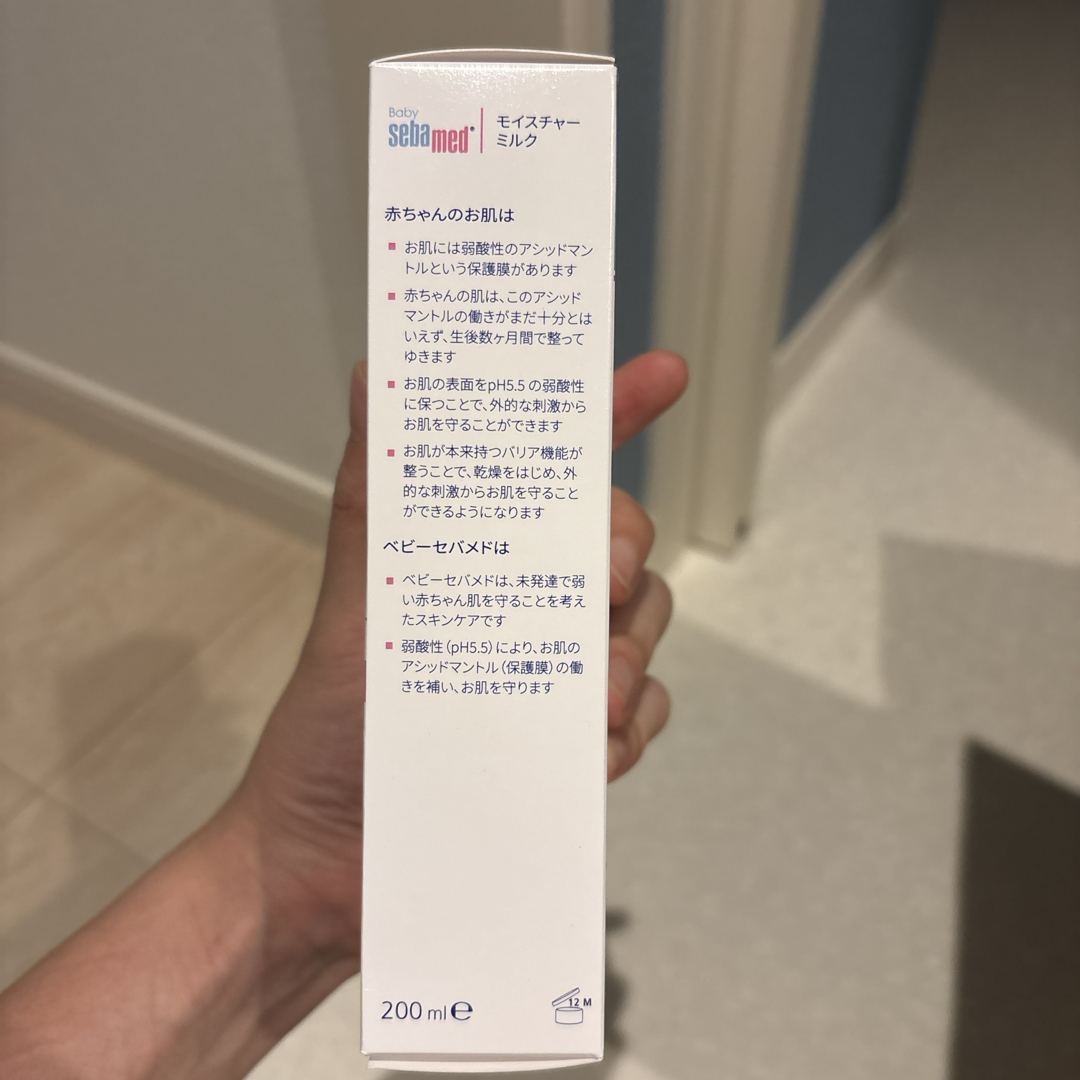 Baby
sebamed®
モイスチャー
ミルク
赤ちゃんのお肌は
お肌には弱酸性のアシッドマン
トルという保護膜があります
赤ちゃんの肌は、このアシッド
マントルの働きがまだ十分とは
いえず、生後数ヶ月間で整って
ゆきます
お肌の表面をpH5.5 の弱酸性
に保つことで、外的な刺激から
お肌を守ることができます
お肌が本来持つバリア機能が
整うことで、乾燥をはじめ、外
的な刺激からお肌を守ること
ができるようになります
ベビーセバメドは
ベビーセバメドは、未発達で弱
い赤ちゃん肌を守ることを考え
たスキンケアです
弱酸性（pH5.5）により、お肌の
アシッドマントル（保護膜）の働
きを補い、お肌を守ります
200 ml ℮
12 M